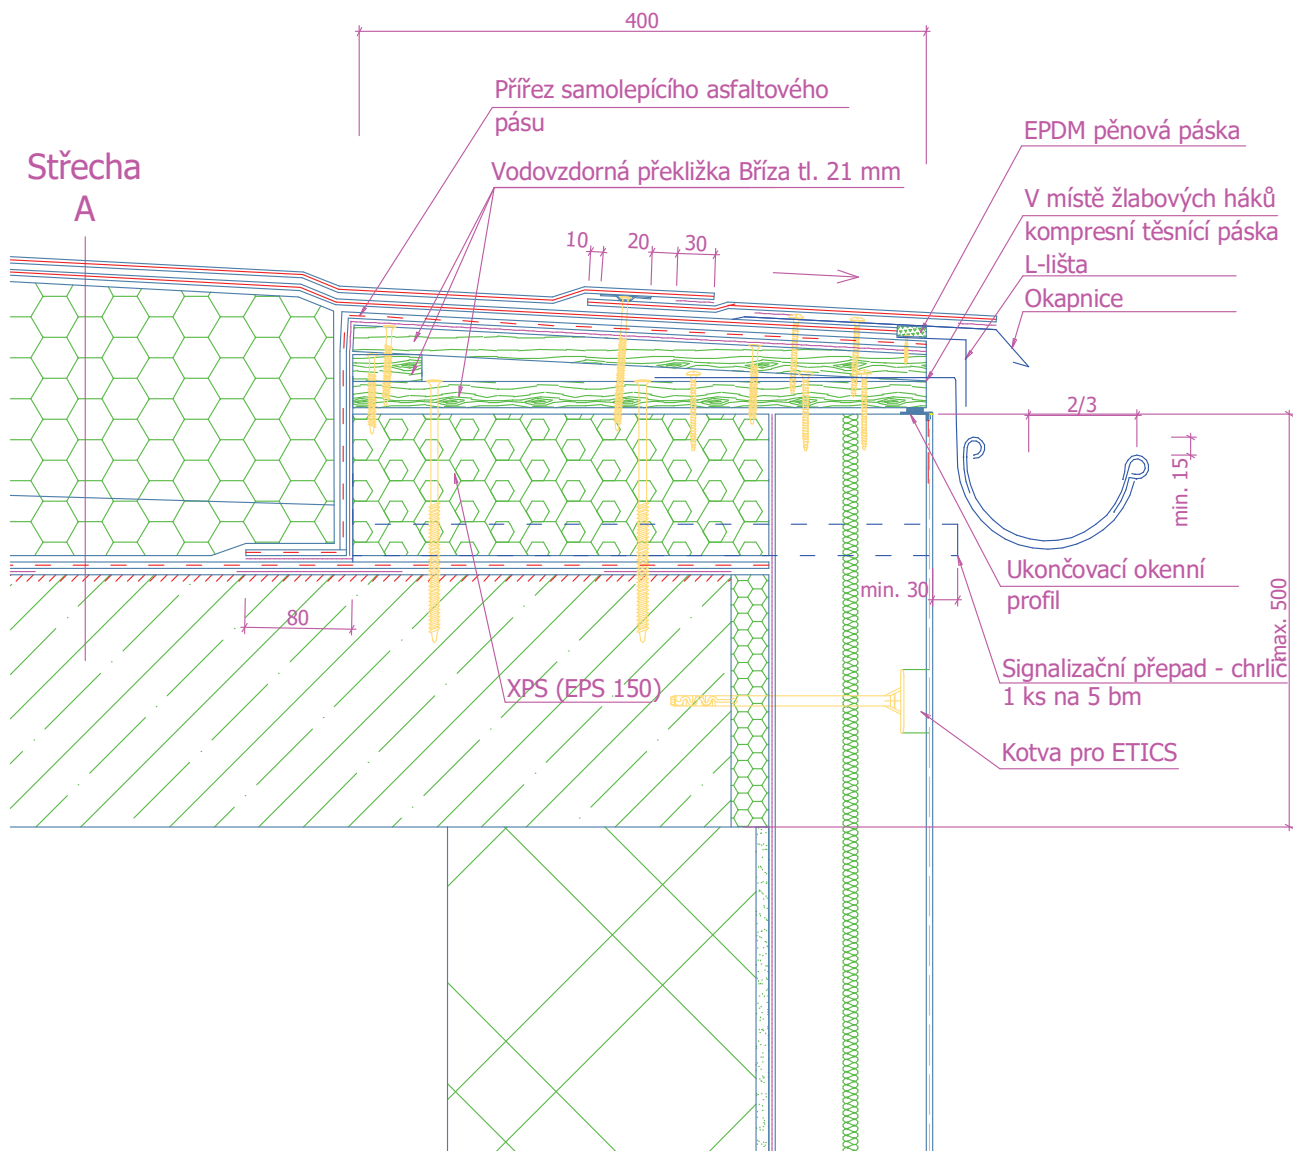 400
Přířez samolepícího asfaltového
pásu
EPDM pěnová páska
Střecha
A
Vodovzdorná překližka Bříza tl. 21 mm
V místě žlabových háků
kompresní těsnící páska
L-lišta
Okapnice
10
20
30
2/3
min. 15
Ukončovací okenní
profil
min. 30
80
max. 500
XPS (EPS 150)
Signalizační přepad - chrlič
1 ks na 5 bm
Kotva pro ETICS